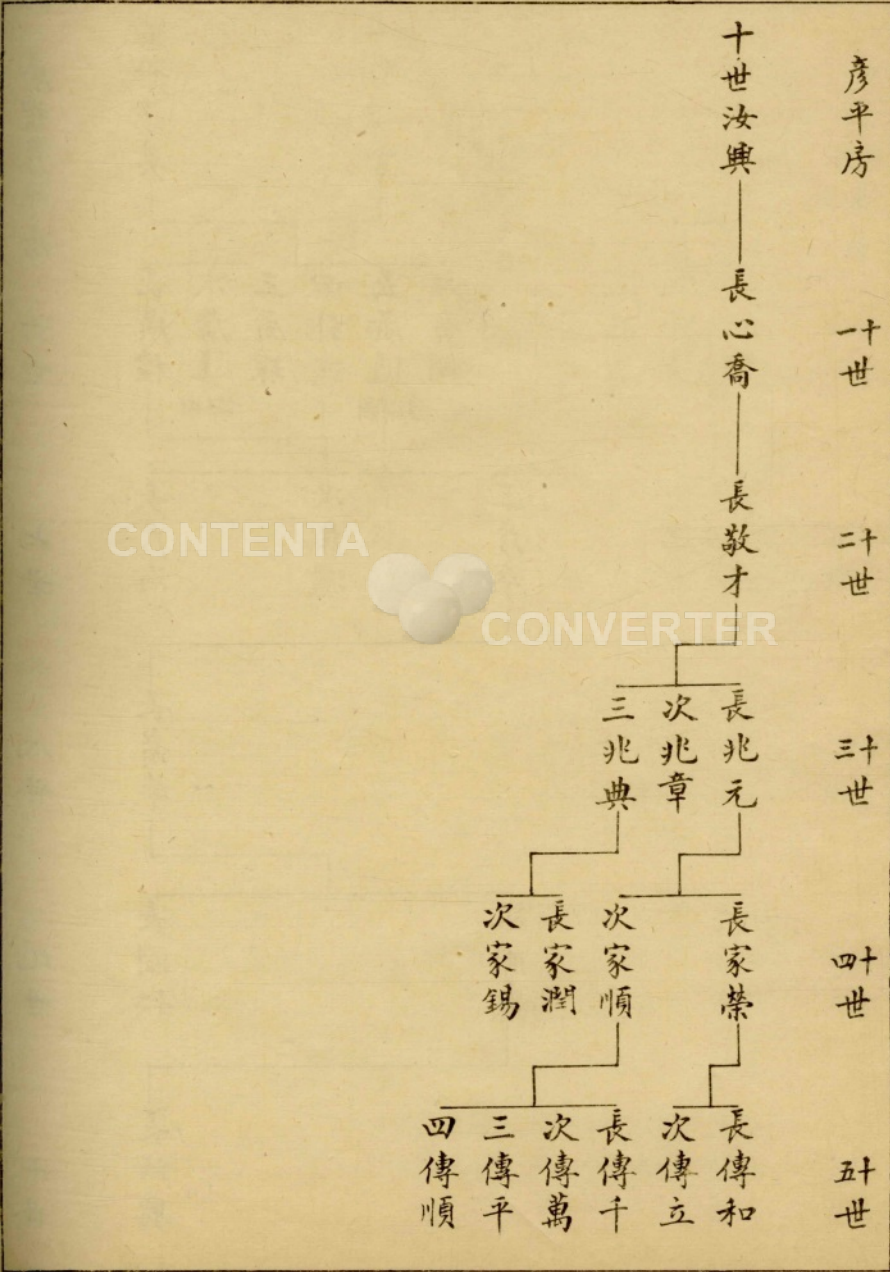 彦平房
十一世
十二世
十三世
十四世
十五世
十世汝興
長心喬
長敬才
長兆元
次兆章
三兆典
長家榮
次家順
長家潤
次家錫
長傳和
次傳立
長傳千
次傳萬
三傳平
四傳順
CONTENTA
CONVERTER